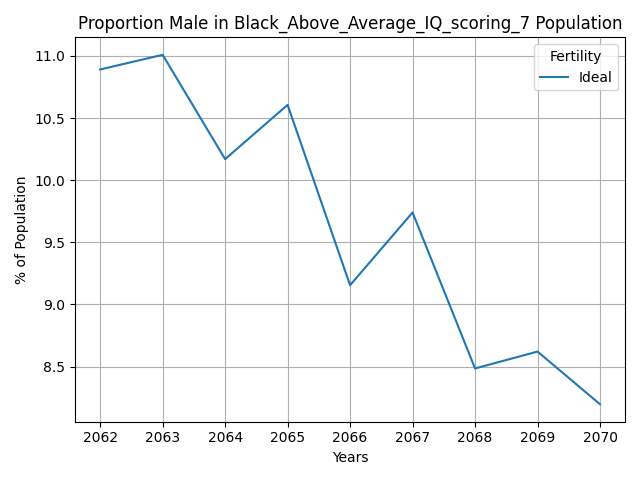 Proportion Male in Black_Above_Average_IQ_scoring_7 Population
Fertility
Ideal
% of Population
11.0
10.5
10.0
9.5
9.0
8.5
2062 2063 2064 2065 2066 2067 2068 2069 2070
Years